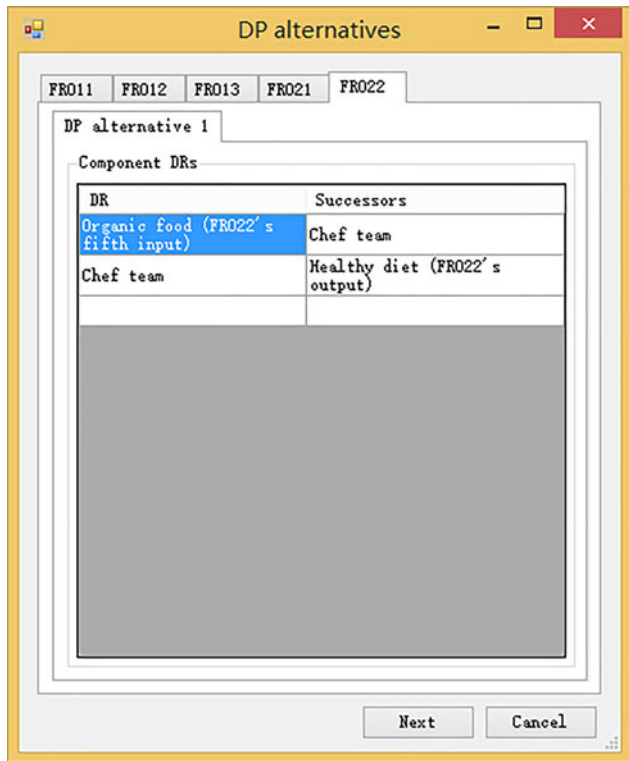 DP alternatives
FR011 FR012 FR013 FR021 FR022
DP alternative 1
Component DRs
DR Successors
Organic food (FR022's fifth input) Chef team
Chef team Healthy diet (FR022's output)
Next Cancel